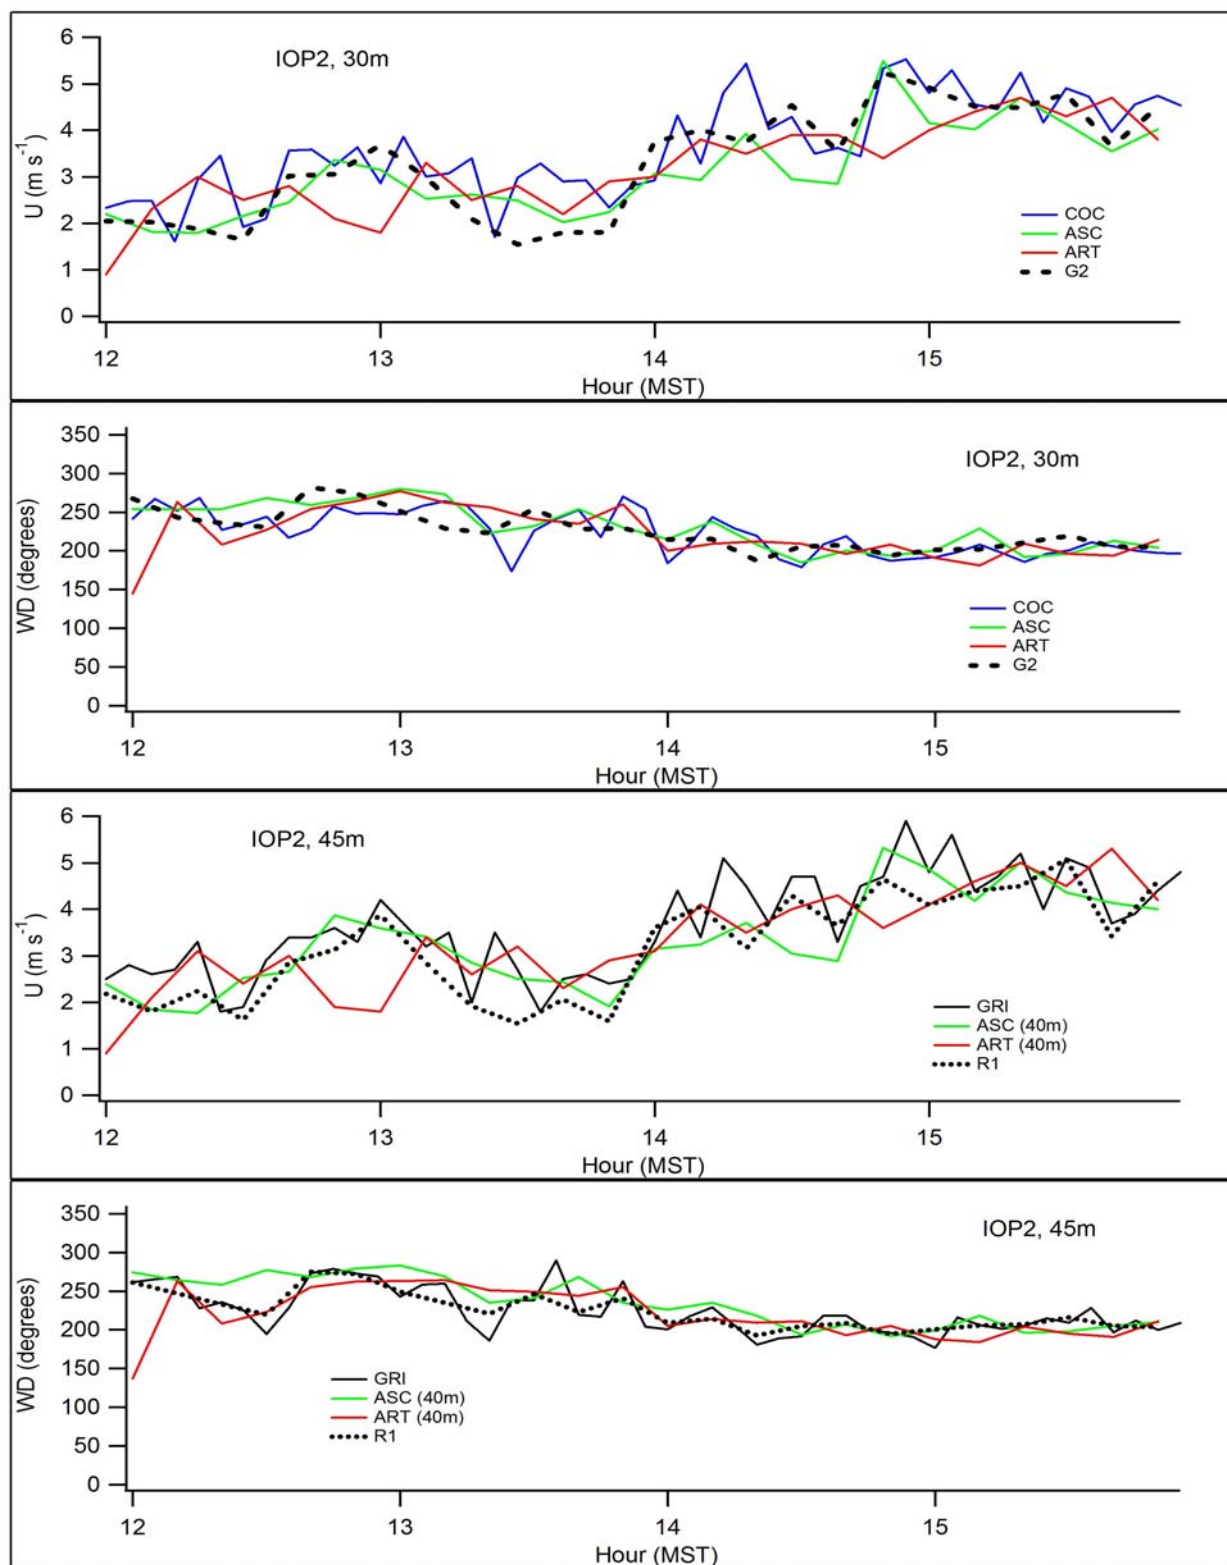 IOP2, 30m
6
5
4
3
2
1
0
U (m s-1)
COC
ASC
ART
G2
12 13 14 15
Hour (MST)
IOP2, 30m
350
300
250
200
150
100
50
0
WD (degrees)
COC
ASC
ART
G2
12 13 14 15
Hour (MST)
IOP2, 45m
6
5
4
3
2
1
0
U (m s-1)
GRI
ASC (40m)
ART (40m)
R1
12 13 14 15
Hour (MST)
IOP2, 45m
350
300
250
200
150
100
50
0
WD (degrees)
GRI
ASC (40m)
ART (40m)
R1
12 13 14 15
Hour (MST)